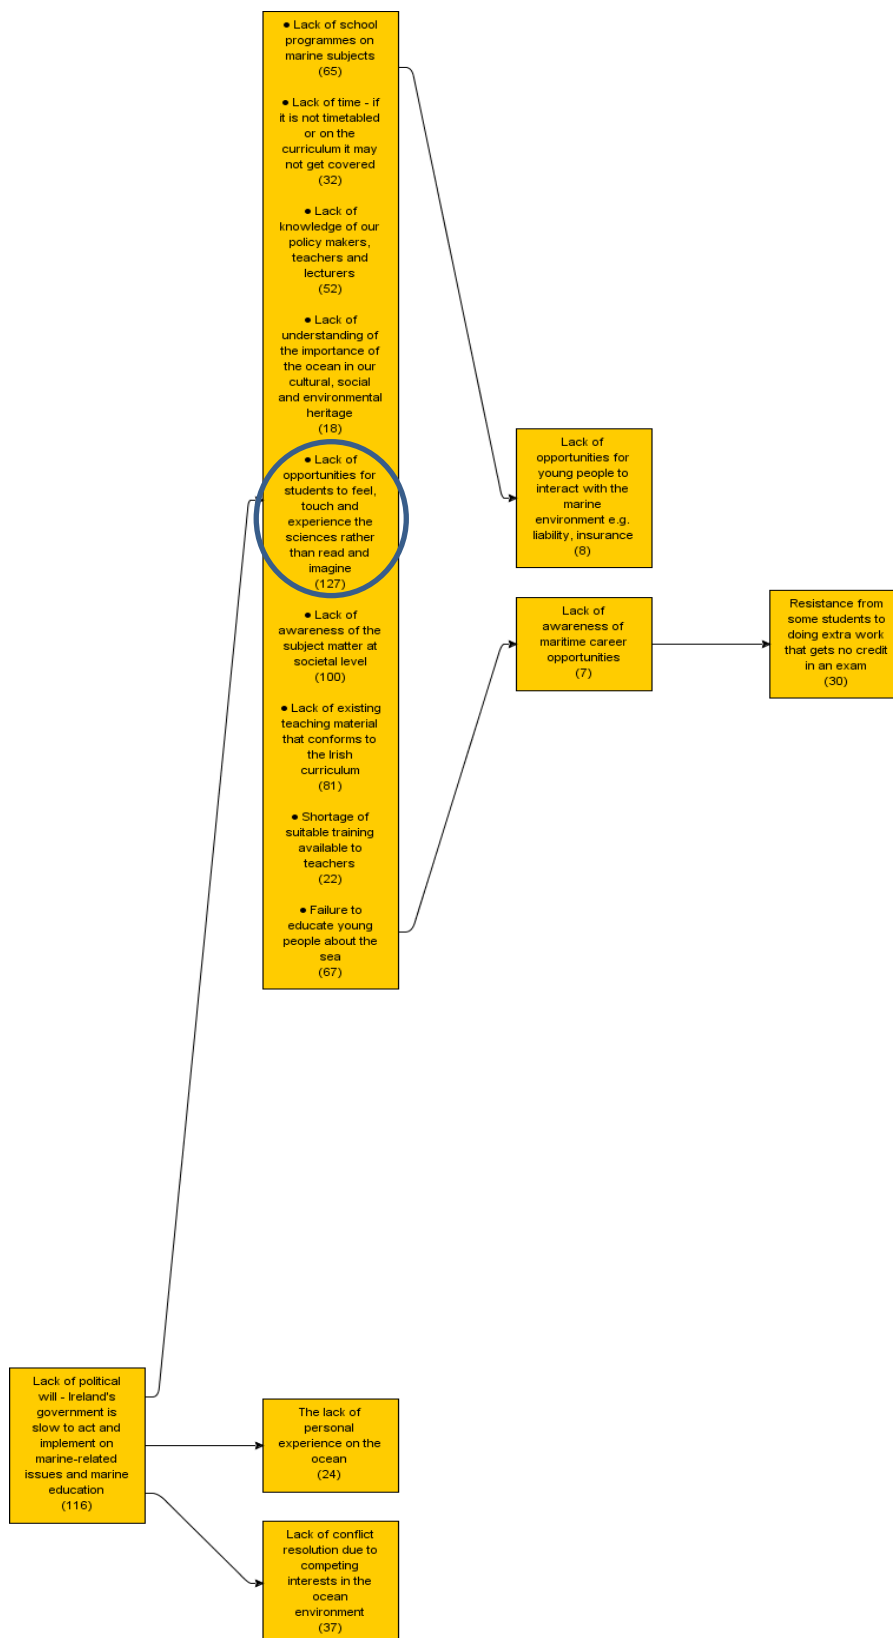 ● Lack of school
programmes on
marine subjects
(65)
● Lack of time - if
it is not timetabled
or on the
curriculum it may
not get covered
(32)
● Lack of
knowledge of our
policy makers,
teachers and
lecturers
(52)
● Lack of
understanding of
the importance of
the ocean in our
cultural, social
and environmental
heritage
(18)
● Lack of
opportunities for
students to feel,
touch and
experience the
sciences rather
than read and
imagine
(127)
● Lack of
awareness of the
subject matter at
societal level
(100)
● Lack of existing
teaching material
that conforms to
the Irish
curriculum
(81)
● Shortage of
suitable training
available to
teachers
(22)
● Failure to
educate young
people about the
sea
(67)
Lack of
opportunities for
young people to
interact with the
marine
environment e.g.
liability, insurance
(8)
Lack of
awareness of
maritime career
opportunities
(7)
Resistance from
some students to
doing extra work
that gets no credit
in an exam
(30)
Lack of political
will - Ireland's
government is
slow to act and
implement on
marine-related
issues and marine
education
(116)
The lack of
personal
experience on the
ocean
(24)
Lack of conflict
resolution due to
competing
interests in the
ocean
environment
(37)